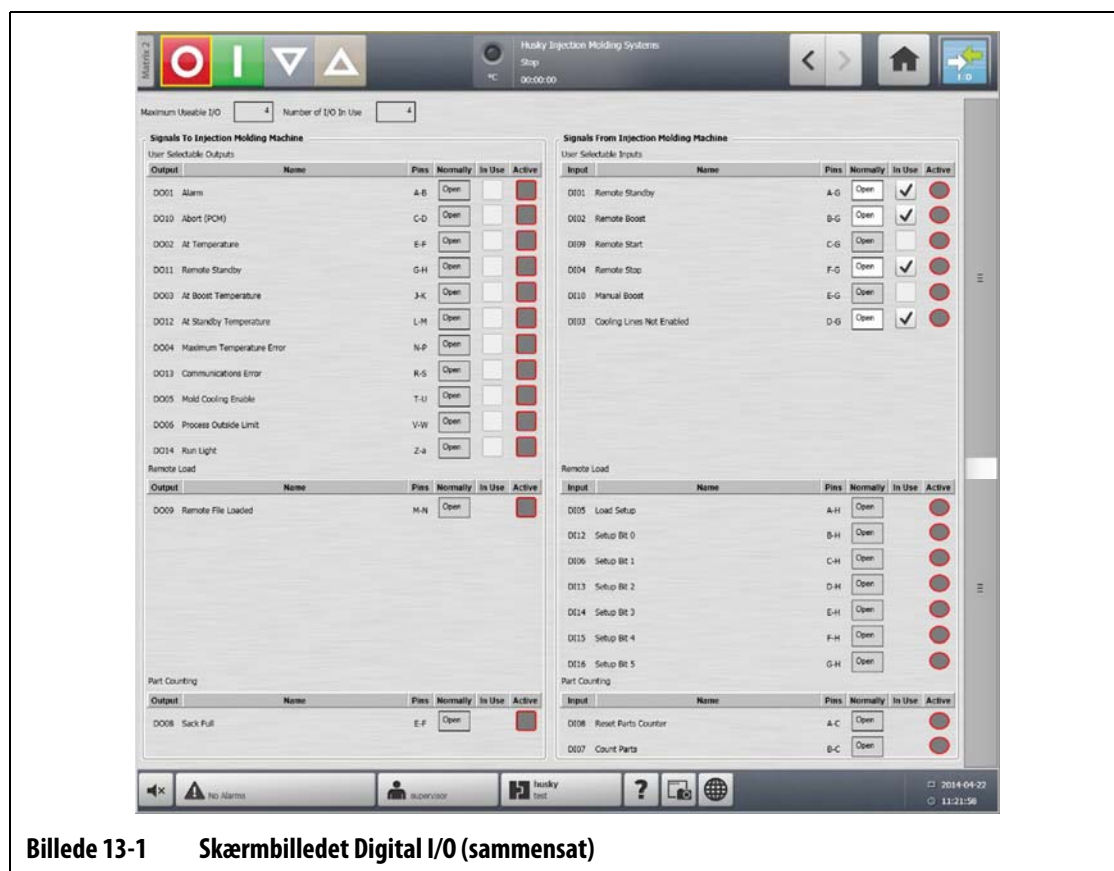 Matrix 2
Husky Injection Molding Systems
Stop
°C 00:00:00
I/O
Maximum Useable I/O 4 Number of I/O In Use 4
Signals To Injection Molding Machine
User Selectable Outputs
Output Name Pins Normally In Use Active
DO01 Alarm A-B Open
DO10 Abort (PCM) C-D Open
DO02 At Temperature E-F Open
DO11 Remote Standby G-H Open
DO03 At Boost Temperature J-K Open
DO12 At Standby Temperature L-M Open
DO04 Maximum Temperature Error N-P Open
DO13 Communications Error R-S Open
DO05 Mold Cooling Enable T-U Open
DO06 Process Outside Limit V-W Open
DO14 Run Light Z-a Open
Remote Load
Output Name Pins Normally In Use Active
DO09 Remote File Loaded M-N Open
Part Counting
Output Name Pins Normally In Use Active
DO08 Sack Full E-F Open
Signals From Injection Molding Machine
User Selectable Inputs
Input Name Pins Normally In Use Active
DI01 Remote Standby A-G Open
DI02 Remote Boost B-G Open
DI09 Remote Start C-G Open
DI04 Remote Stop F-G Open
DI10 Manual Boost E-G Open
DI03 Cooling Lines Not Enabled D-G Open
Remote Load
Input Name Pins Normally In Use Active
DI05 Load Setup A-H Open
DI12 Setup Bit 0 B-H Open
DI06 Setup Bit 1 C-H Open
DI13 Setup Bit 2 D-H Open
DI14 Setup Bit 3 E-H Open
DI15 Setup Bit 4 F-H Open
DI16 Setup Bit 5 G-H Open
Part Counting
Input Name Pins Normally In Use Active
DI08 Reset Parts Counter A-C Open
DI07 Count Parts B-C Open
No Alarms
supervisor
husky
test
?
2014-04-22
11:21:58
Billede 13-1 Skærmbilledet Digital I/O (sammensat)